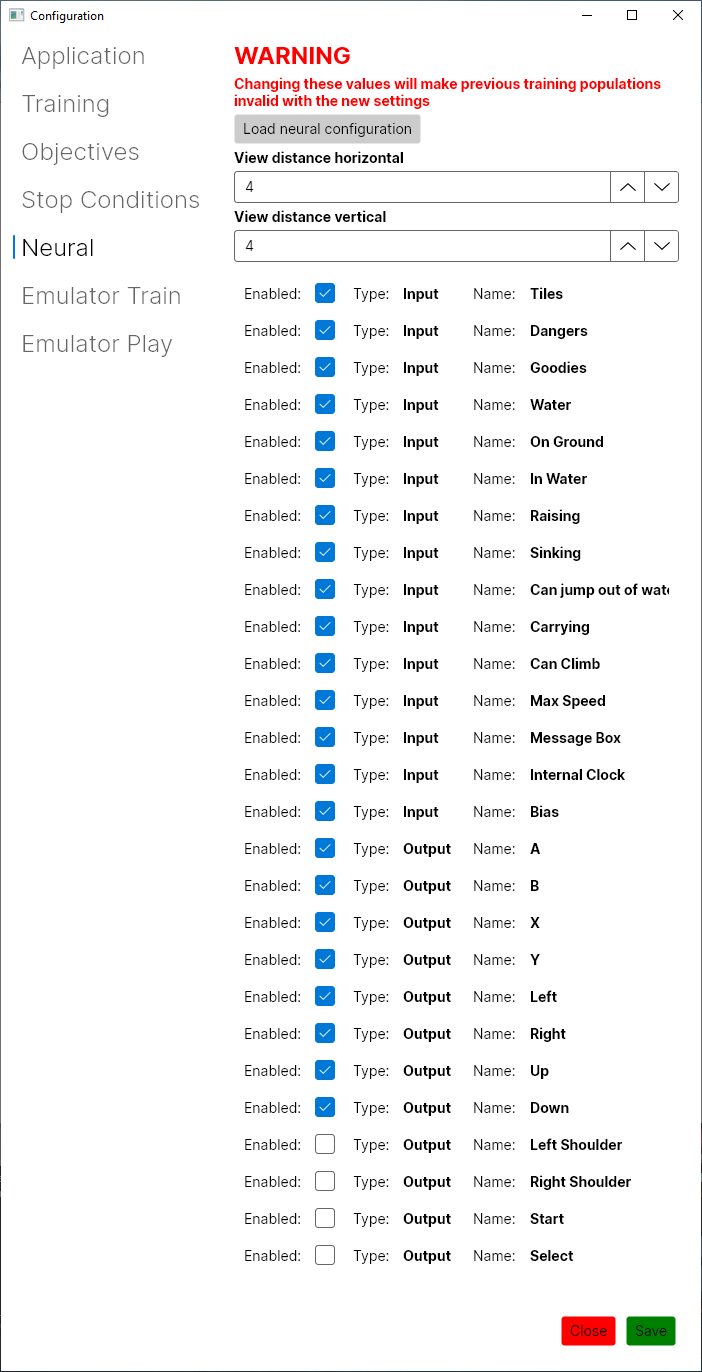 Configuration
Application
Training
Objectives
Stop Conditions
Neural
Emulator Train
Emulator Play
WARNING
Changing these values will make previous training populations
invalid with the new settings
Load neural configuration
View distance horizontal
4
View distance vertical
4
Enabled: Type: Input Name: Tiles
Enabled: Type: Input Name: Dangers
Enabled: Type: Input Name: Goodies
Enabled: Type: Input Name: Water
Enabled: Type: Input Name: On Ground
Enabled: Type: Input Name: In Water
Enabled: Type: Input Name: Raising
Enabled: Type: Input Name: Sinking
Enabled: Type: Input Name: Can jump out of
Enabled: Type: Input Name: Carrying
Enabled: Type: Input Name: Can Climb
Enabled: Type: Input Name: Max Speed
Enabled: Type: Input Name: Message Box
Enabled: Type: Input Name: Internal Clock
Enabled: Type: Input Name: Bias
Enabled: Type: Output Name: A
Enabled: Type: Output Name: B
Enabled: Type: Output Name: X
Enabled: Type: Output Name: Y
Enabled: Type: Output Name: Left
Enabled: Type: Output Name: Right
Enabled: Type: Output Name: Up
Enabled: Type: Output Name: Down
Enabled: Type: Output Name: Left Shoulder
Enabled: Type: Output Name: Right Shoulder
Enabled: Type: Output Name: Start
Enabled: Type: Output Name: Select
Close Save